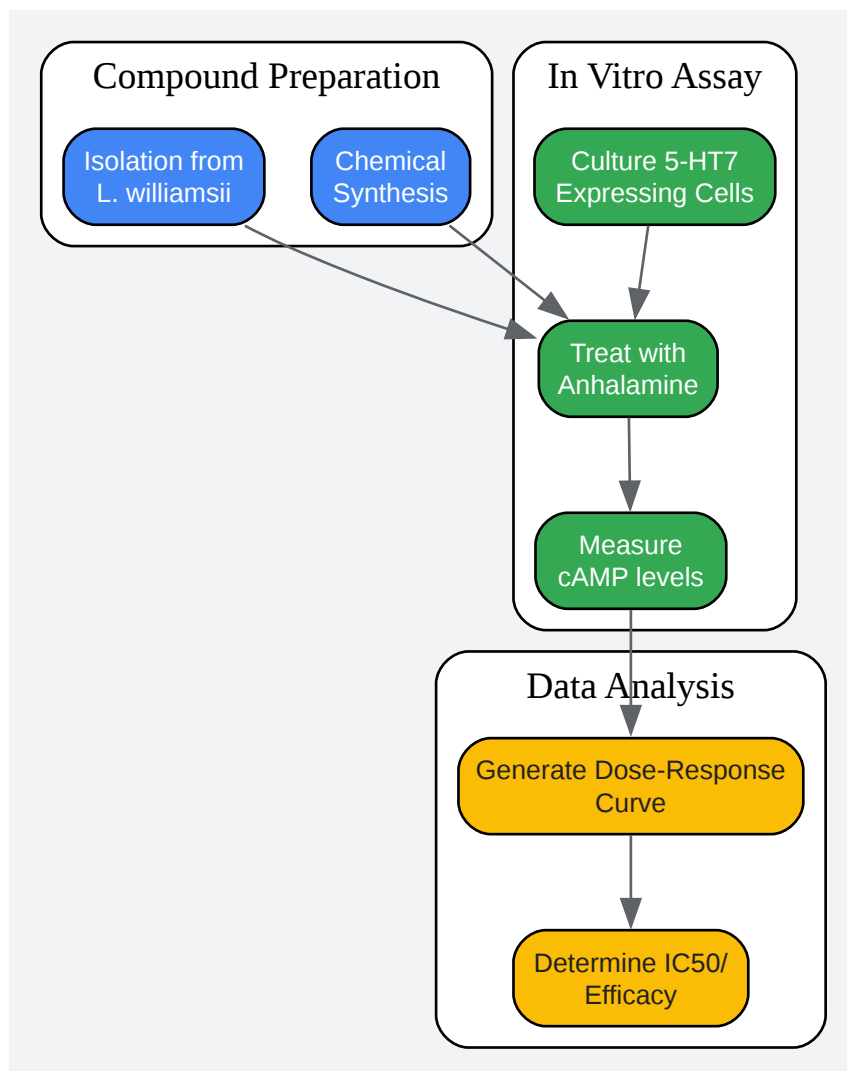 Compound Preparation
Isolation from
L. williamsii
Chemical
Synthesis
In Vitro Assay
Culture 5-HT7
Expressing Cells
Treat with
Anhalamine
Measure
cAMP levels
Data Analysis
Generate Dose-Response
Curve
Determine IC50/
Efficacy